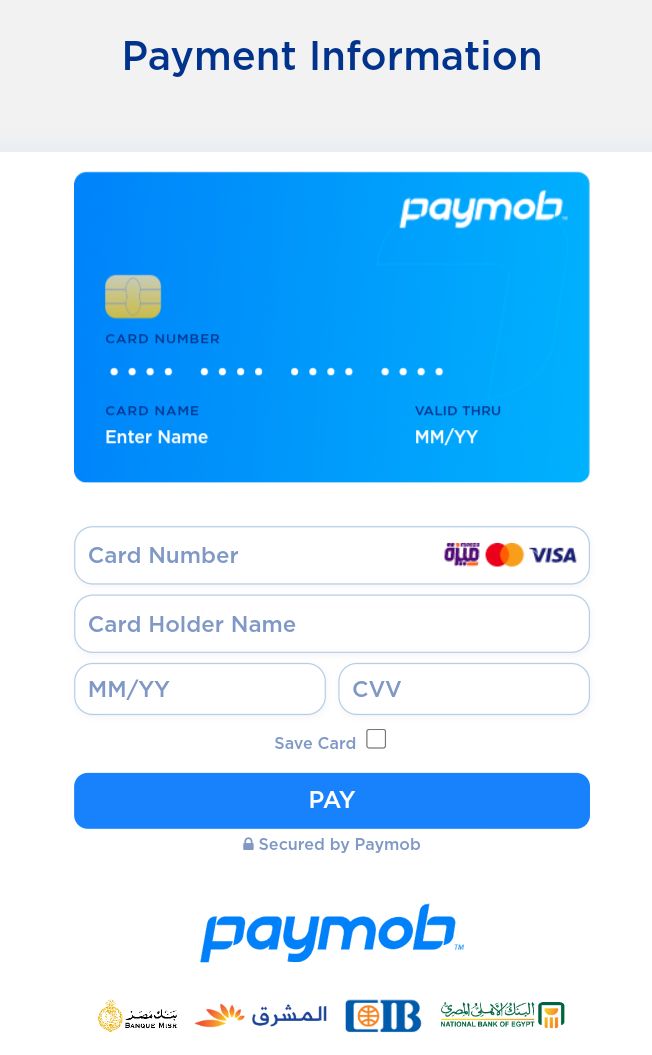 Payment Information
paymob™
CARD NUMBER
CARD NAME VALID THRU
Enter Name MM/YY
Card Number ميزة VISA
Card Holder Name
MM/YY CVV
Save Card
PAY
Secured by Paymob
paymob™
بنك مصر المشرق CIB البنك الأهلي المصري
BANQUE MISR NATIONAL BANK OF EGYPT